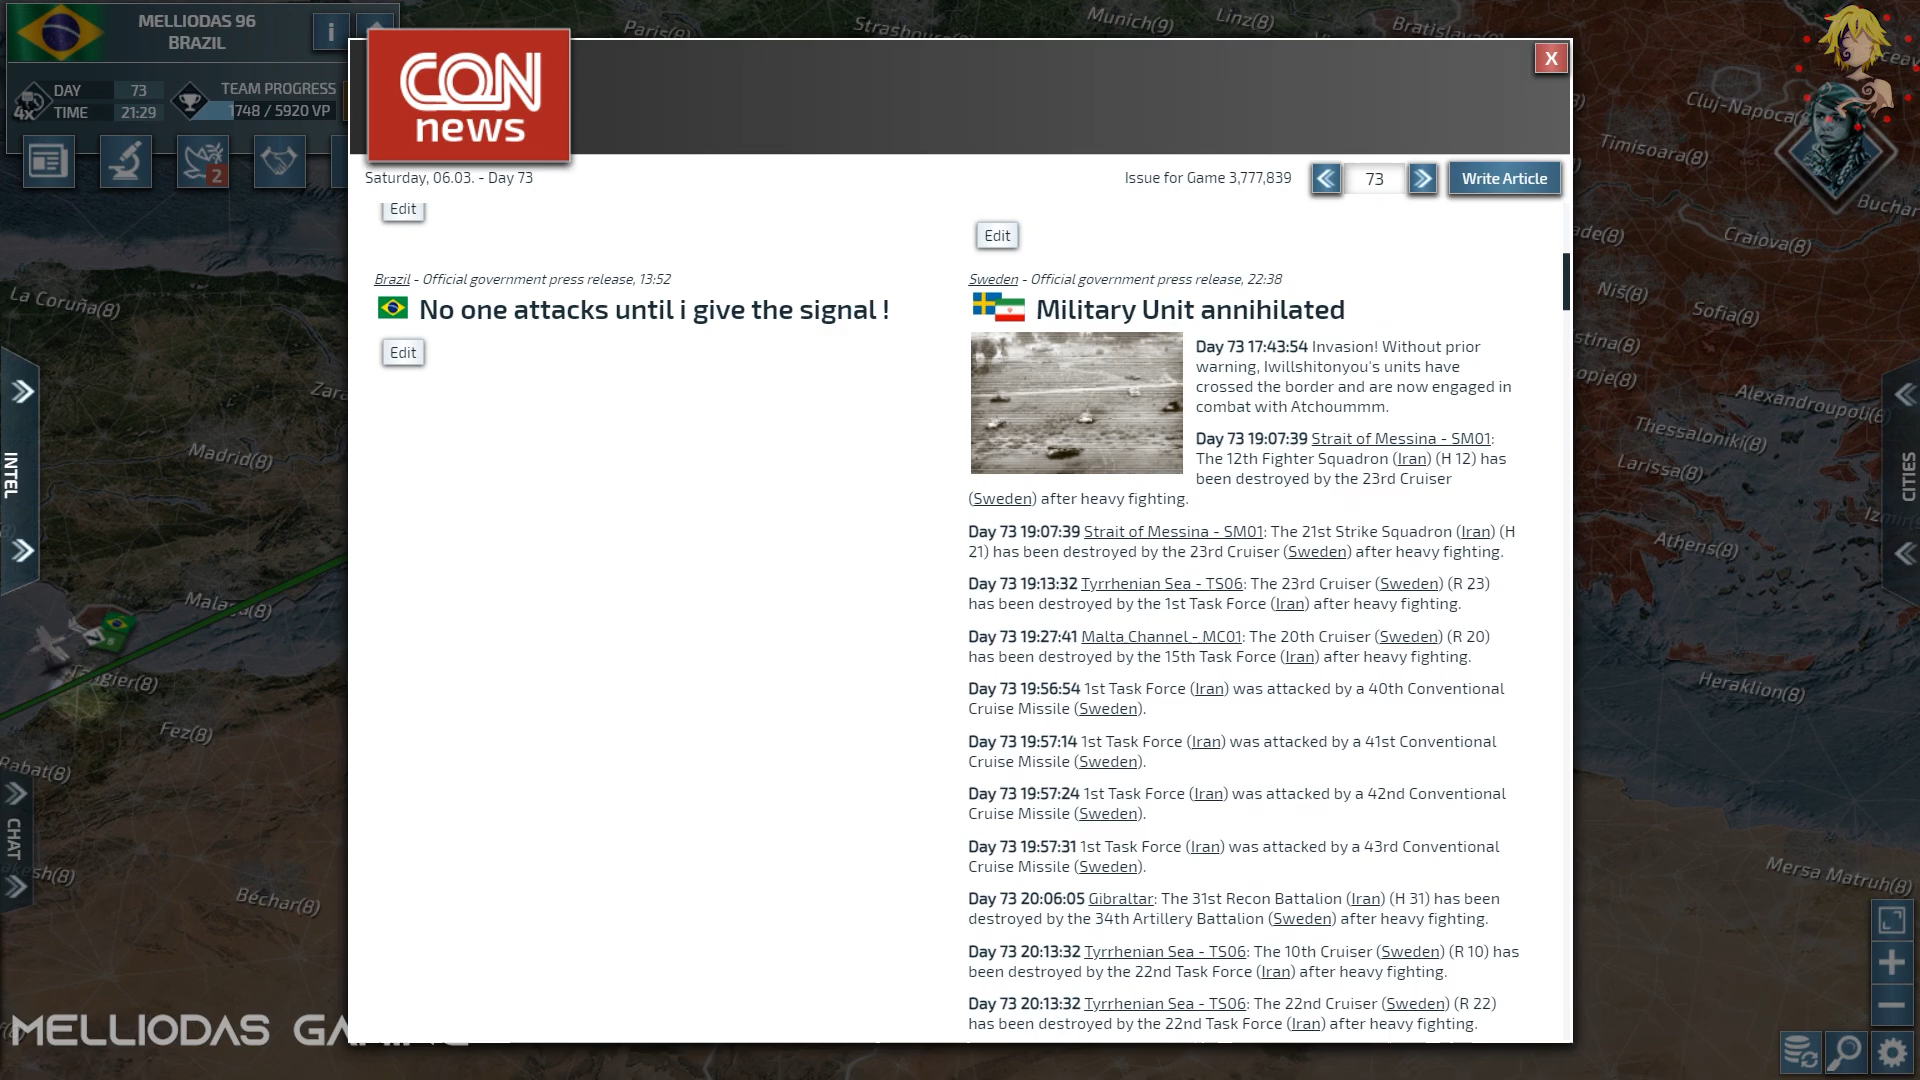 MELLIODAS 96
BRAZIL
i
DAY 73
TIME 21:29
4x
TEAM PROGRESS
1748 / 5920 VP
2
CON
news
X
Saturday, 06.03. - Day 73
Issue for Game 3,777,839
73
Write Article
Edit
Brazil - Official government press release, 13:52
No one attacks until i give the signal !
Edit
Edit
Sweden - Official government press release, 22:38
Military Unit annihilated
Day 73 17:43:54 Invasion! Without prior
warning, Iwillshitonyou's units have
crossed the border and are now engaged in
combat with Atchoummm.
Day 73 19:07:39 Strait of Messina - SM01:
The 12th Fighter Squadron (Iran) (H 12) has
been destroyed by the 23rd Cruiser
(Sweden) after heavy fighting.
Day 73 19:07:39 Strait of Messina - SM01: The 21st Strike Squadron (Iran) (H
21) has been destroyed by the 23rd Cruiser (Sweden) after heavy fighting.
Day 73 19:13:32 Tyrrhenian Sea - TS06: The 23rd Cruiser (Sweden) (R 23)
has been destroyed by the 1st Task Force (Iran) after heavy fighting.
Day 73 19:27:41 Malta Channel - MC01: The 20th Cruiser (Sweden) (R 20)
has been destroyed by the 15th Task Force (Iran) after heavy fighting.
Day 73 19:56:54 1st Task Force (Iran) was attacked by a 40th Conventional
Cruise Missile (Sweden).
Day 73 19:57:14 1st Task Force (Iran) was attacked by a 41st Conventional
Cruise Missile (Sweden).
Day 73 19:57:24 1st Task Force (Iran) was attacked by a 42nd Conventional
Cruise Missile (Sweden).
Day 73 19:57:31 1st Task Force (Iran) was attacked by a 43rd Conventional
Cruise Missile (Sweden).
Day 73 20:06:05 Gibraltar: The 31st Recon Battalion (Iran) (H 31) has been
destroyed by the 34th Artillery Battalion (Sweden) after heavy fighting.
Day 73 20:13:32 Tyrrhenian Sea - TS06: The 10th Cruiser (Sweden) (R 10) has
been destroyed by the 22nd Task Force (Iran) after heavy fighting.
Day 73 20:13:32 Tyrrhenian Sea - TS06: The 22nd Cruiser (Sweden) (R 22)
has been destroyed by the 22nd Task Force (Iran) after heavy fighting.
Paris(9)
Munich(9)
Linz(8)
Bratislava(9)
La Coruña(8)
Madrid(8)
INTEL
Tangier(8)
Fez(8)
Rabat(8)
CHAT
Béchar(8)
Timisoara(8)
Craiova(8)
Nis(8)
Sofia(8)
Alexandroupoli(8)
Thessaloniki(8)
Larissa(8)
CITIES
Athens(8)
Heraklion(8)
Mersa Matruh(8)
MELLIODAS